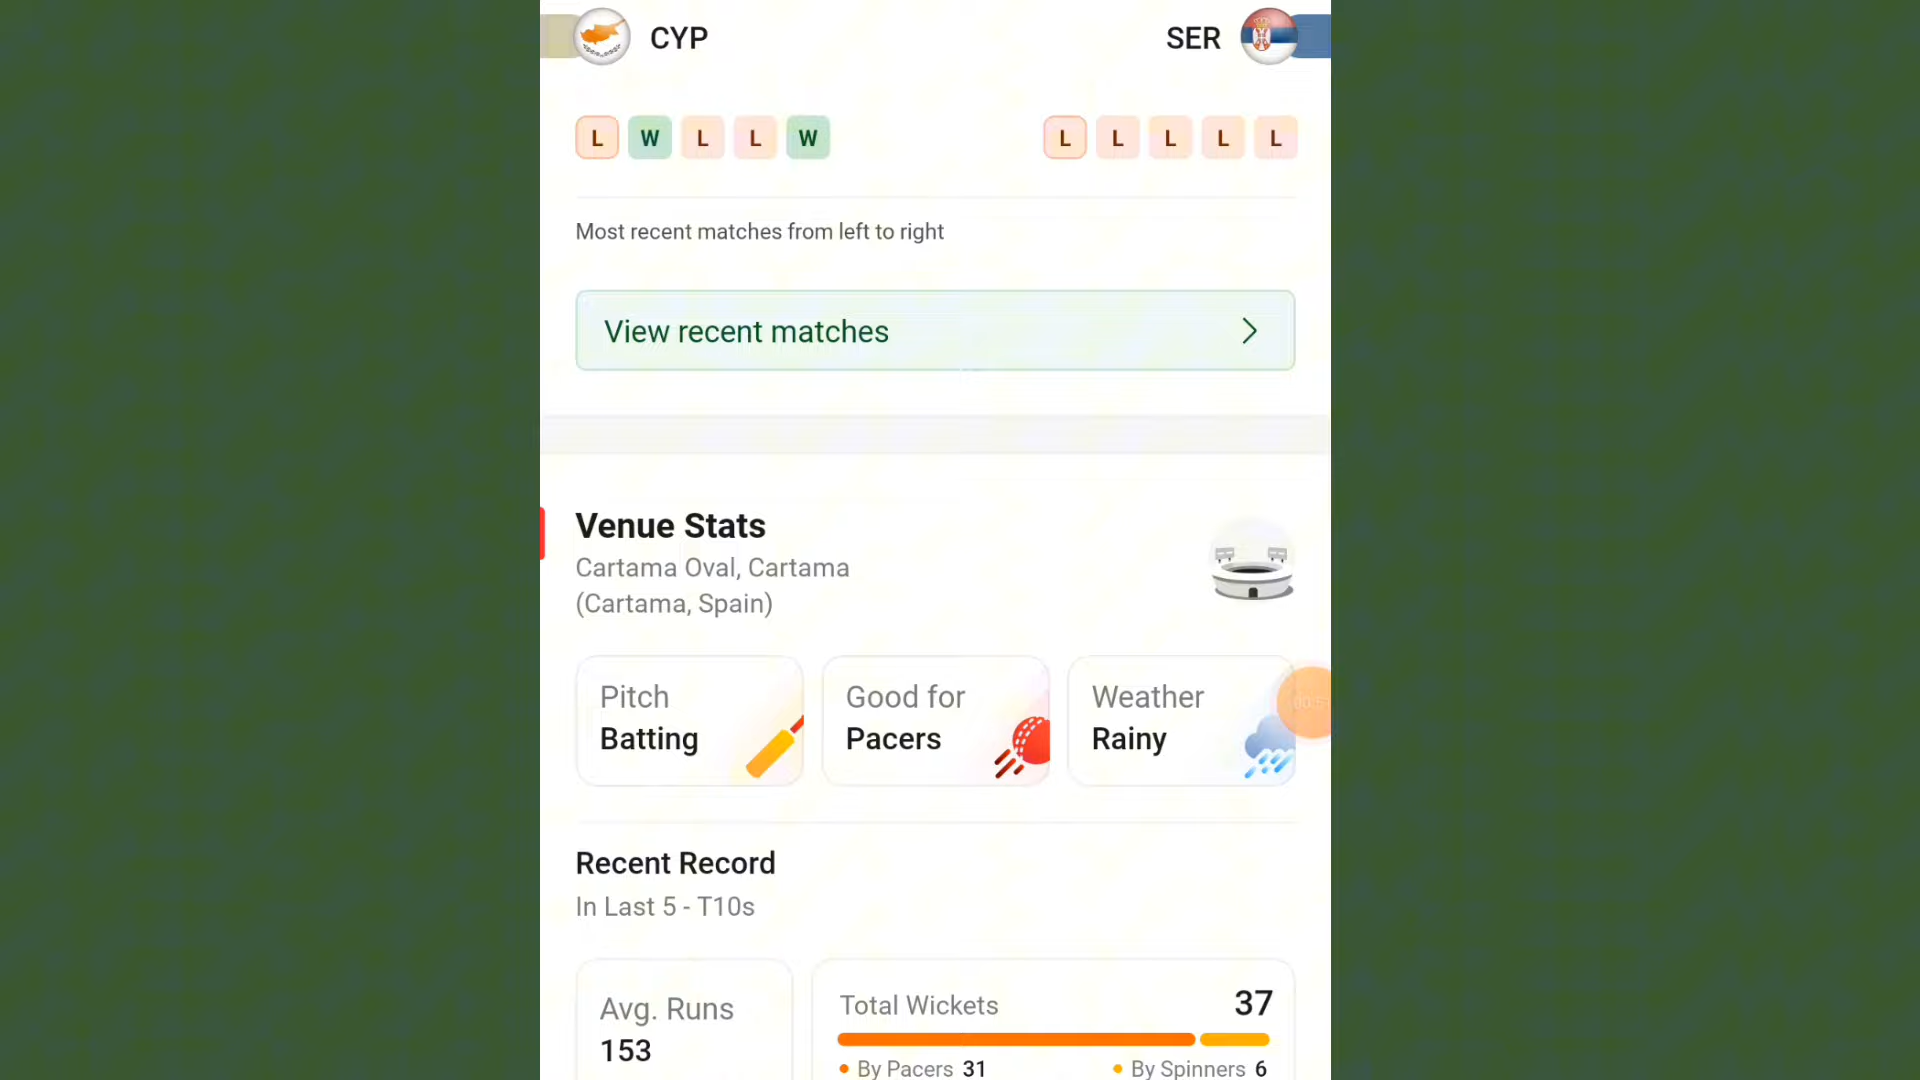 CYP
SER
L W L L W
L L L L L
Most recent matches from left to right
View recent matches
Venue Stats
Cartama Oval, Cartama
(Cartama, Spain)
Pitch
Batting
Good for
Pacers
Weather
Rainy
Recent Record
In Last 5 - T10s
Avg. Runs
153
Total Wickets 37
By Pacers 31
By Spinners 6